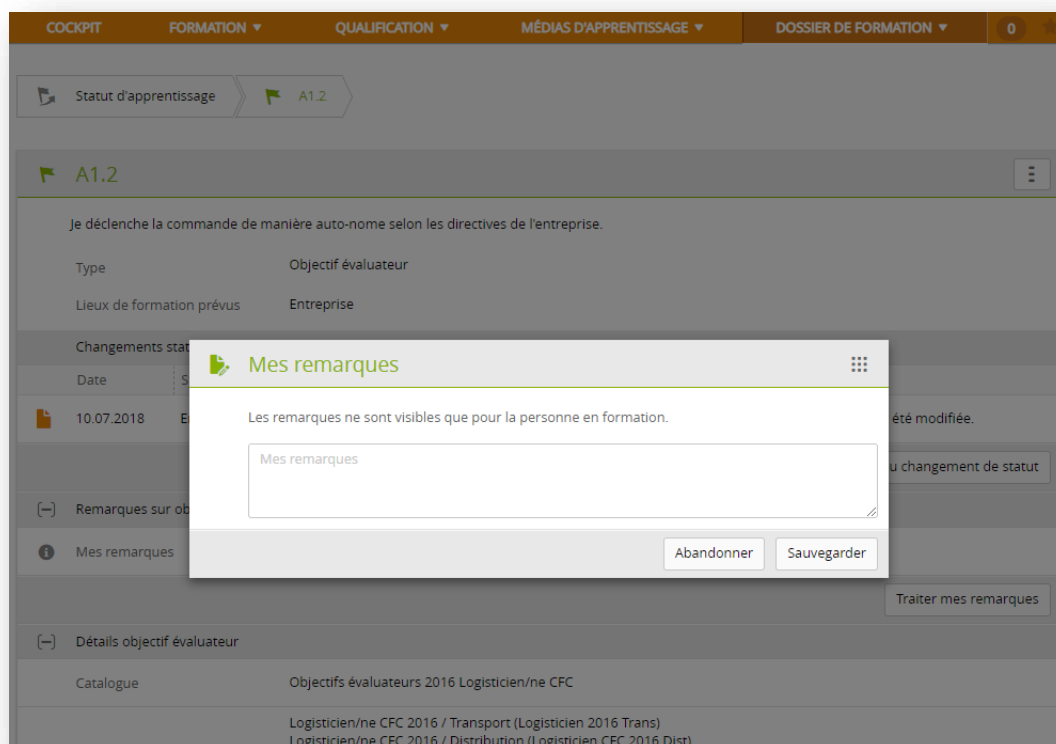 COCKPIT FORMATION QUALIFICATION MÉDIAS D'APPRENTISSAGE DOSSIER DE FORMATION 0
Statut d'apprentissage A1.2
A1.2
Je déclenche la commande de manière auto-nome selon les directives de l'entreprise.
Type Objectif évaluateur
Lieux de formation prévus Entreprise
Changements stat
Mes remarques
Date S
Les remarques ne sont visibles que pour la personne en formation.
10.07.2018 E été modifiée.
Mes remarques
u changement de statut
Remarques sur ob
Mes remarques
Abandonner Sauvegarder
Traiter mes remarques
Détails objectif évaluateur
Catalogue Objectifs évaluateurs 2016 Logisticien/ne CFC
Logisticien/ne CFC 2016 / Transport (Logisticien 2016 Trans)
Logisticien/ne CFC 2016 / Distribution (Logisticien CFC 2016 Dist)